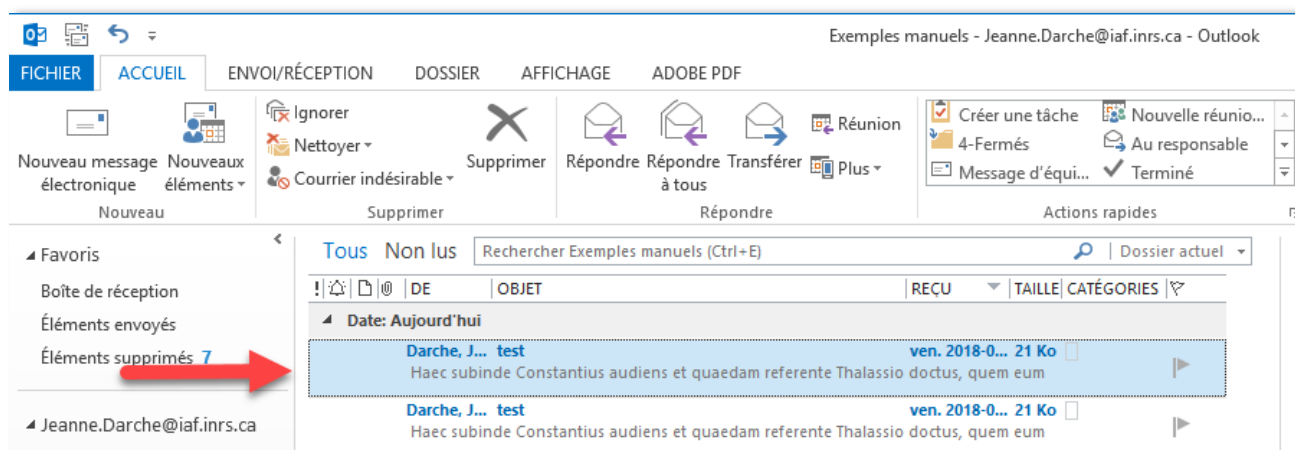 Exemples manuels - Jeanne.Darche@iaf.inrs.ca - Outlook
FICHIER ACCUEIL ENVOI/RÉCEPTION DOSSIER AFFICHAGE ADOBE PDF
Nouveau message électronique
Nouveaux éléments
Nouveau
Ignorer
Nettoyer
Courrier indésirable
Supprimer
Supprimer
Répondre
Répondre à tous
Transférer
Réunion
Plus
Répondre
Créer une tâche
4-Fermés
Message d'équi...
Nouvelle réunio...
Au responsable
Terminé
Actions rapides
Favoris
Boîte de réception
Éléments envoyés
Éléments supprimés 7
Jeanne.Darche@iaf.inrs.ca
Tous Non lus Rechercher Exemples manuels (Ctrl+E) Dossier actuel
! DE OBJET REÇU TAILLE CATÉGORIES
Date: Aujourd'hui
Darche, J... test ven. 2018-0... 21 Ko
Haec subinde Constantius audiens et quaedam referente Thalassio doctus, quem eum
Darche, J... test ven. 2018-0... 21 Ko
Haec subinde Constantius audiens et quaedam referente Thalassio doctus, quem eum